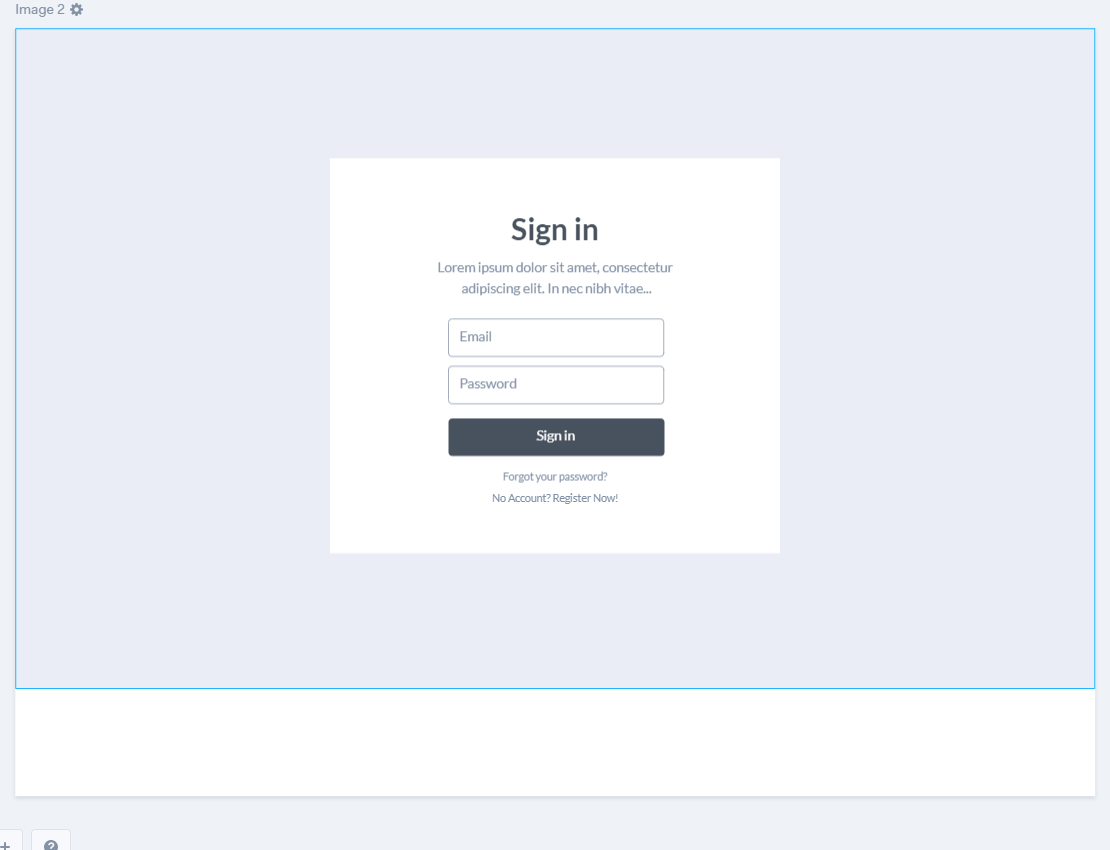 Image 2
Sign in
Lorem ipsum dolor sit amet, consectetur
adipiscing elit. In nec nibh vitae...
Email
Password
Sign in
Forgot your password?
No Account? Register Now!